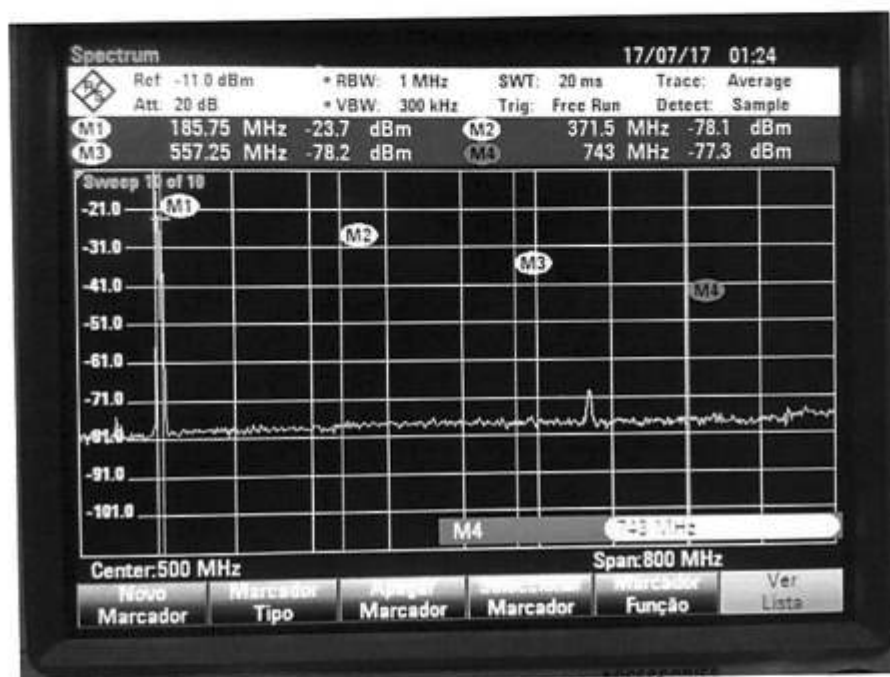 Spectrum 17/07/17 01:24
Ref -11.0 dBm * RBW: 1 MHz SWT: 20 ms Trace: Average
Att. 20 dB * VBW: 300 kHz Trig: Free Run Detect: Sample
M1 185.75 MHz -23.7 dBm M2 371.5 MHz -78.1 dBm
M3 557.25 MHz -78.2 dBm M4 743 MHz -77.3 dBm
Sweep 10 of 10
-21.0 M1
M2
-31.0
M3
-41.0 M4
-51.0
-61.0
-71.0
-81.0
-91.0
-101.0
M4 743 MHz
Center:500 MHz Span:800 MHz
Novo Marcador Apagar Marcador Ver
Marcador Tipo Marcador Marcador Função Lista